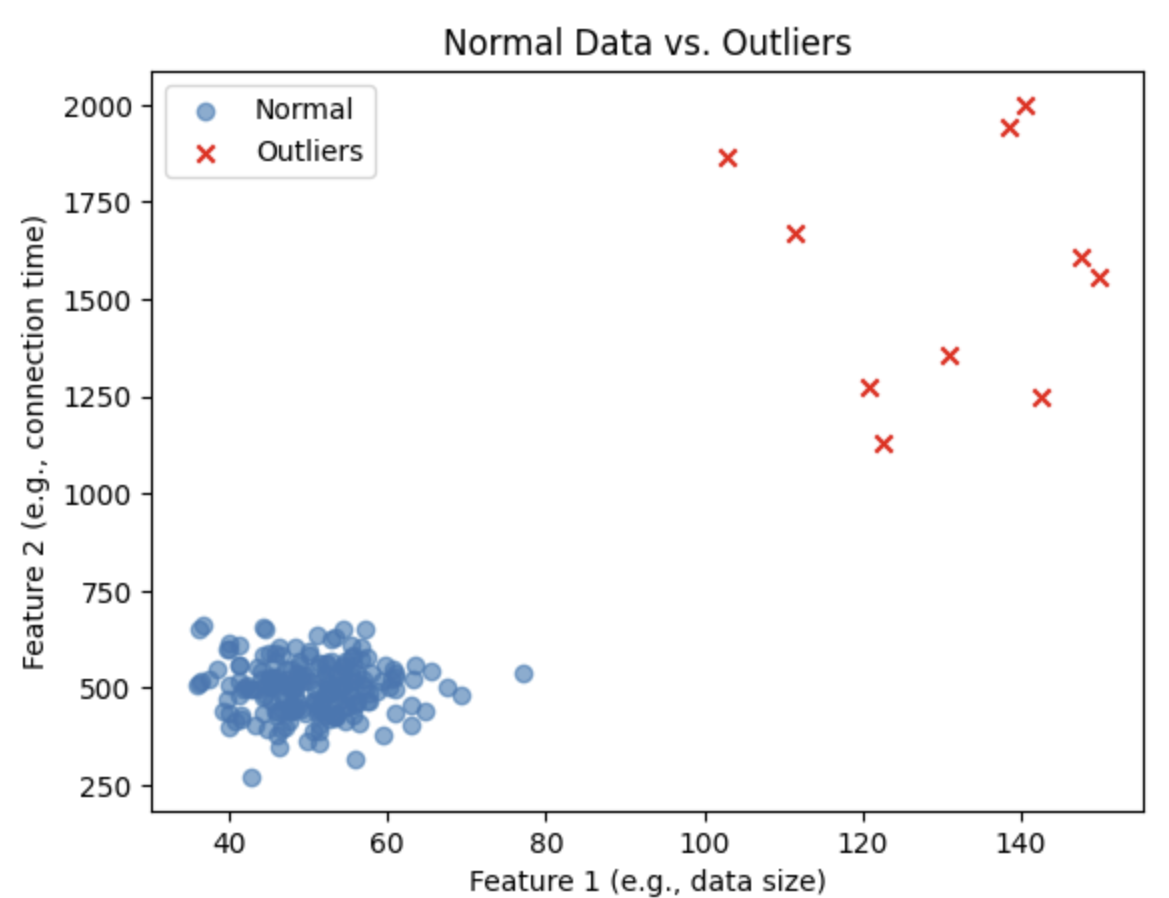 Normal Data vs. Outliers
Normal
Outliers
2000
1750
1500
1250
1000
750
500
250
Feature 2 (e.g., connection time)
40 60 80 100 120 140
Feature 1 (e.g., data size)